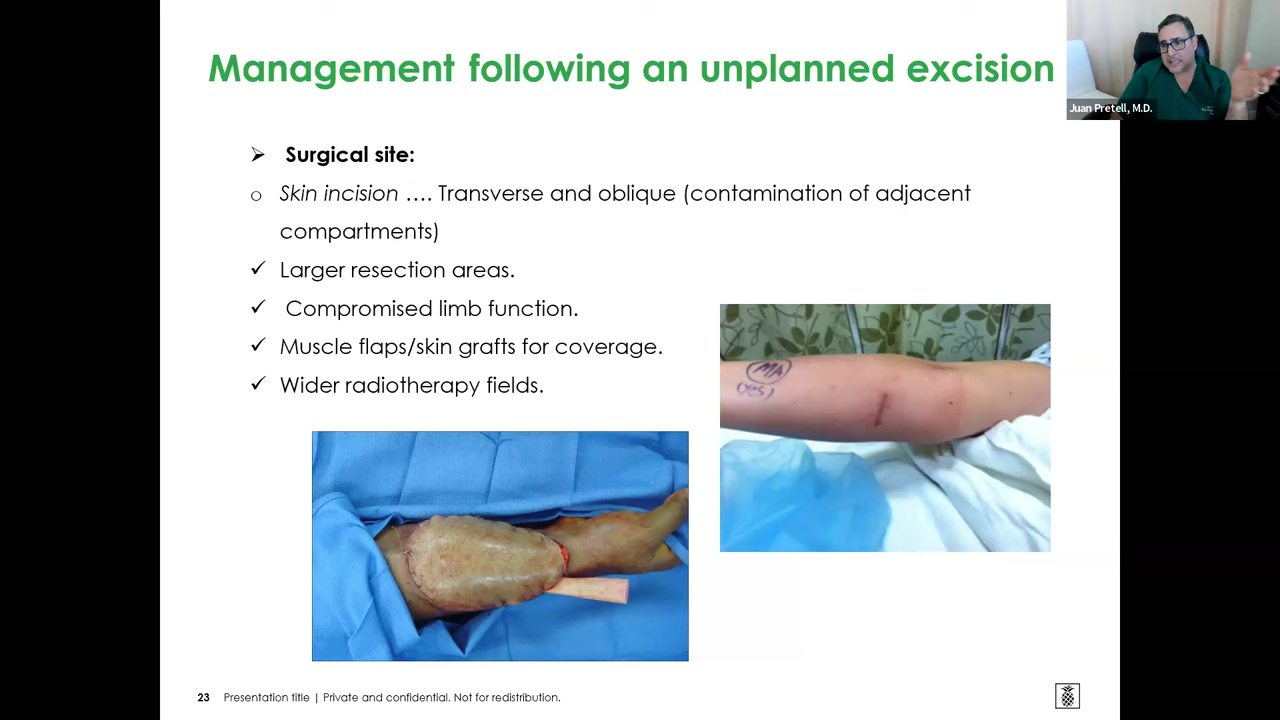 Management following an unplanned excision
Juan Pretell, M.D.
➢ Surgical site:
o Skin incision …. Transverse and oblique (contamination of adjacent
compartments)
✓ Larger resection areas.
✓ Compromised limb function.
✓ Muscle flaps/skin grafts for coverage.
✓ Wider radiotherapy fields.
MA
(YES)
23 Presentation title | Private and confidential. Not for redistribution.